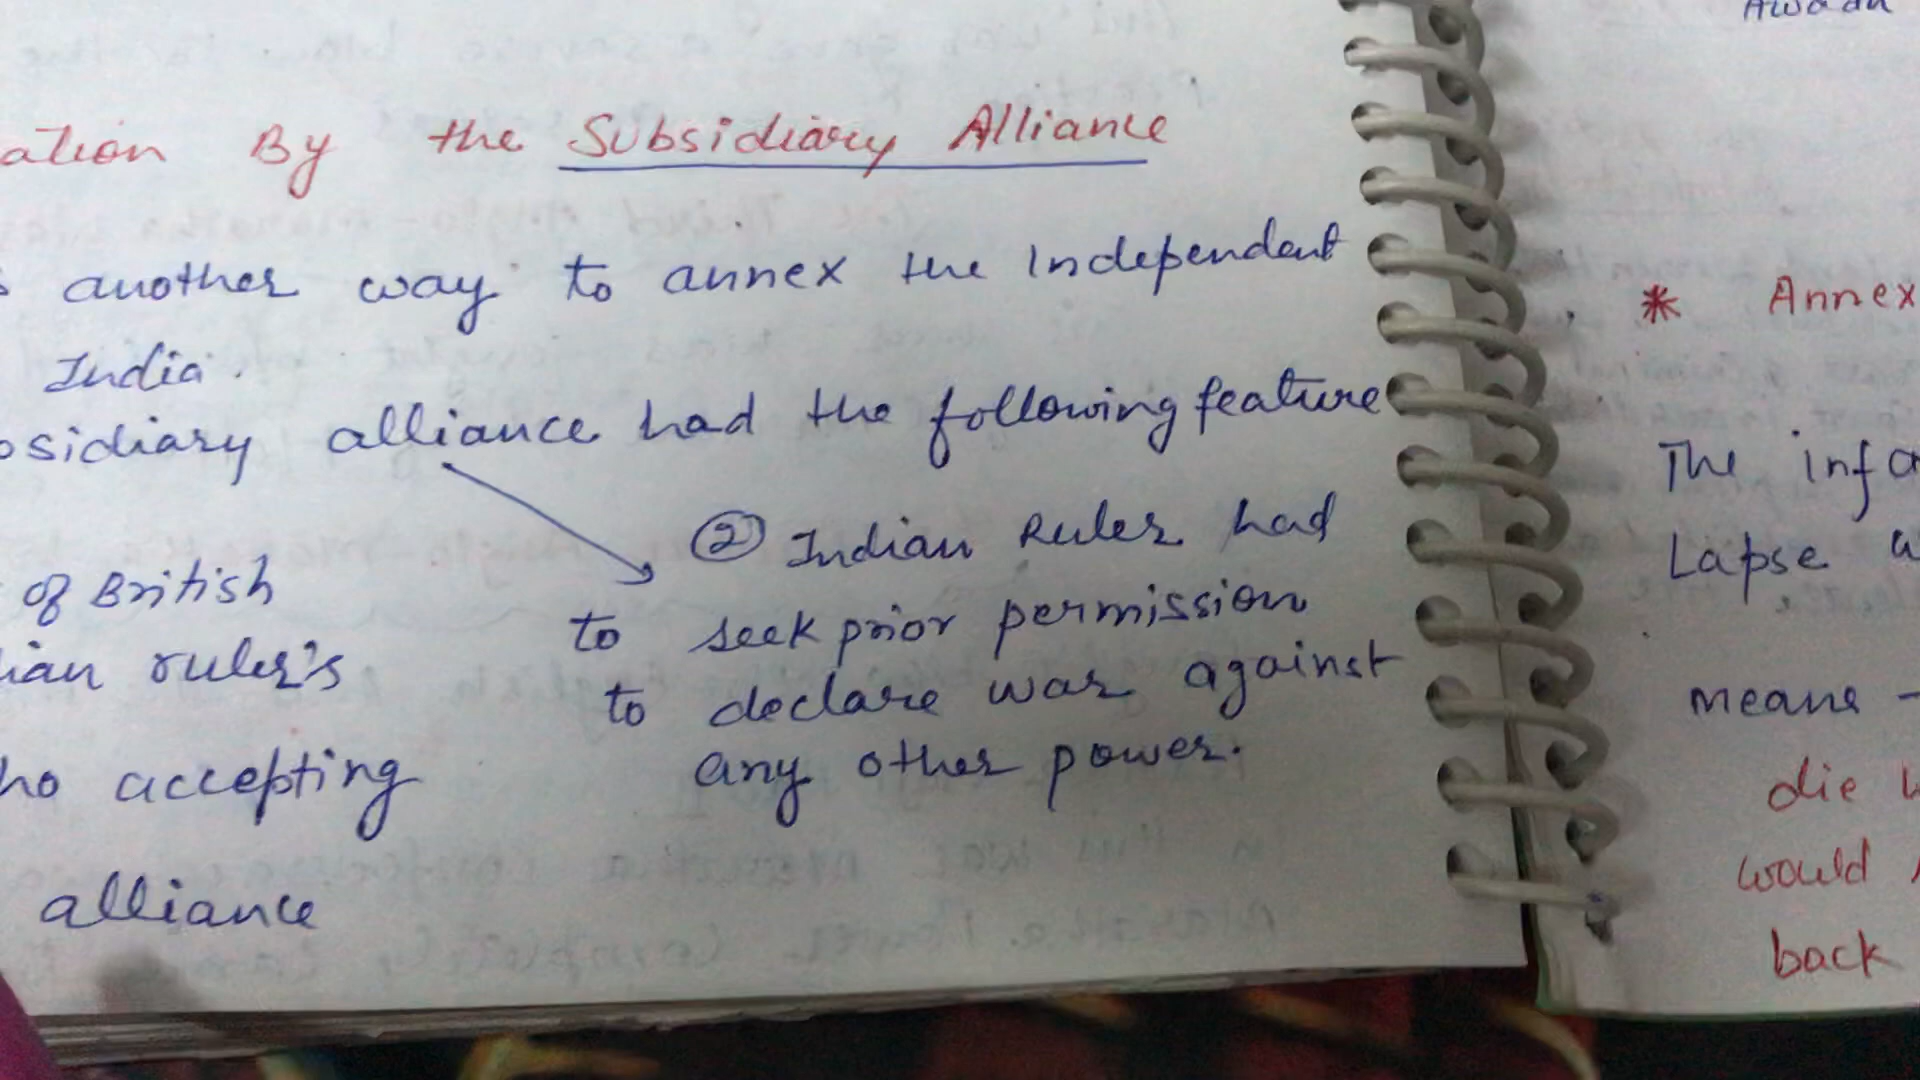 ation By the Subsidiary Alliance
another way to annex the Independent
India.
sidiary alliance had the following feature
② Indian Ruler had
to seek prior permission
to declare war against
any other power.
of British
ian ruler's
ho accepting
alliance
Awadh
* Annex
The infa
Lapse w
means -
die
would
back